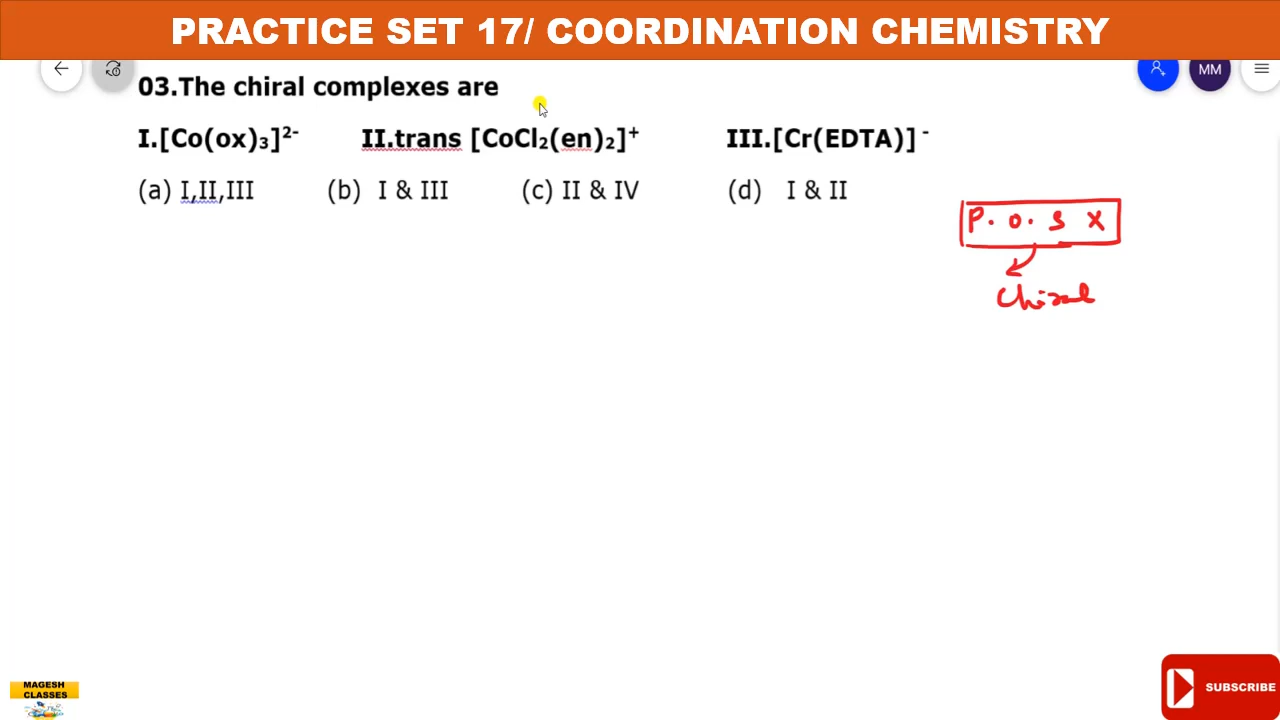 PRACTICE SET 17/ COORDINATION CHEMISTRY
MM
03.The chiral complexes are
I.[Co(ox)₃]²⁻ II.trans [CoCl₂(en)₂]⁺ III.[Cr(EDTA)] ⁻
(a) I,II,III (b) I & III (c) II & IV (d) I & II
P. O. S X
Chiral
MAGESH
CLASSES
SUBSCRIBE